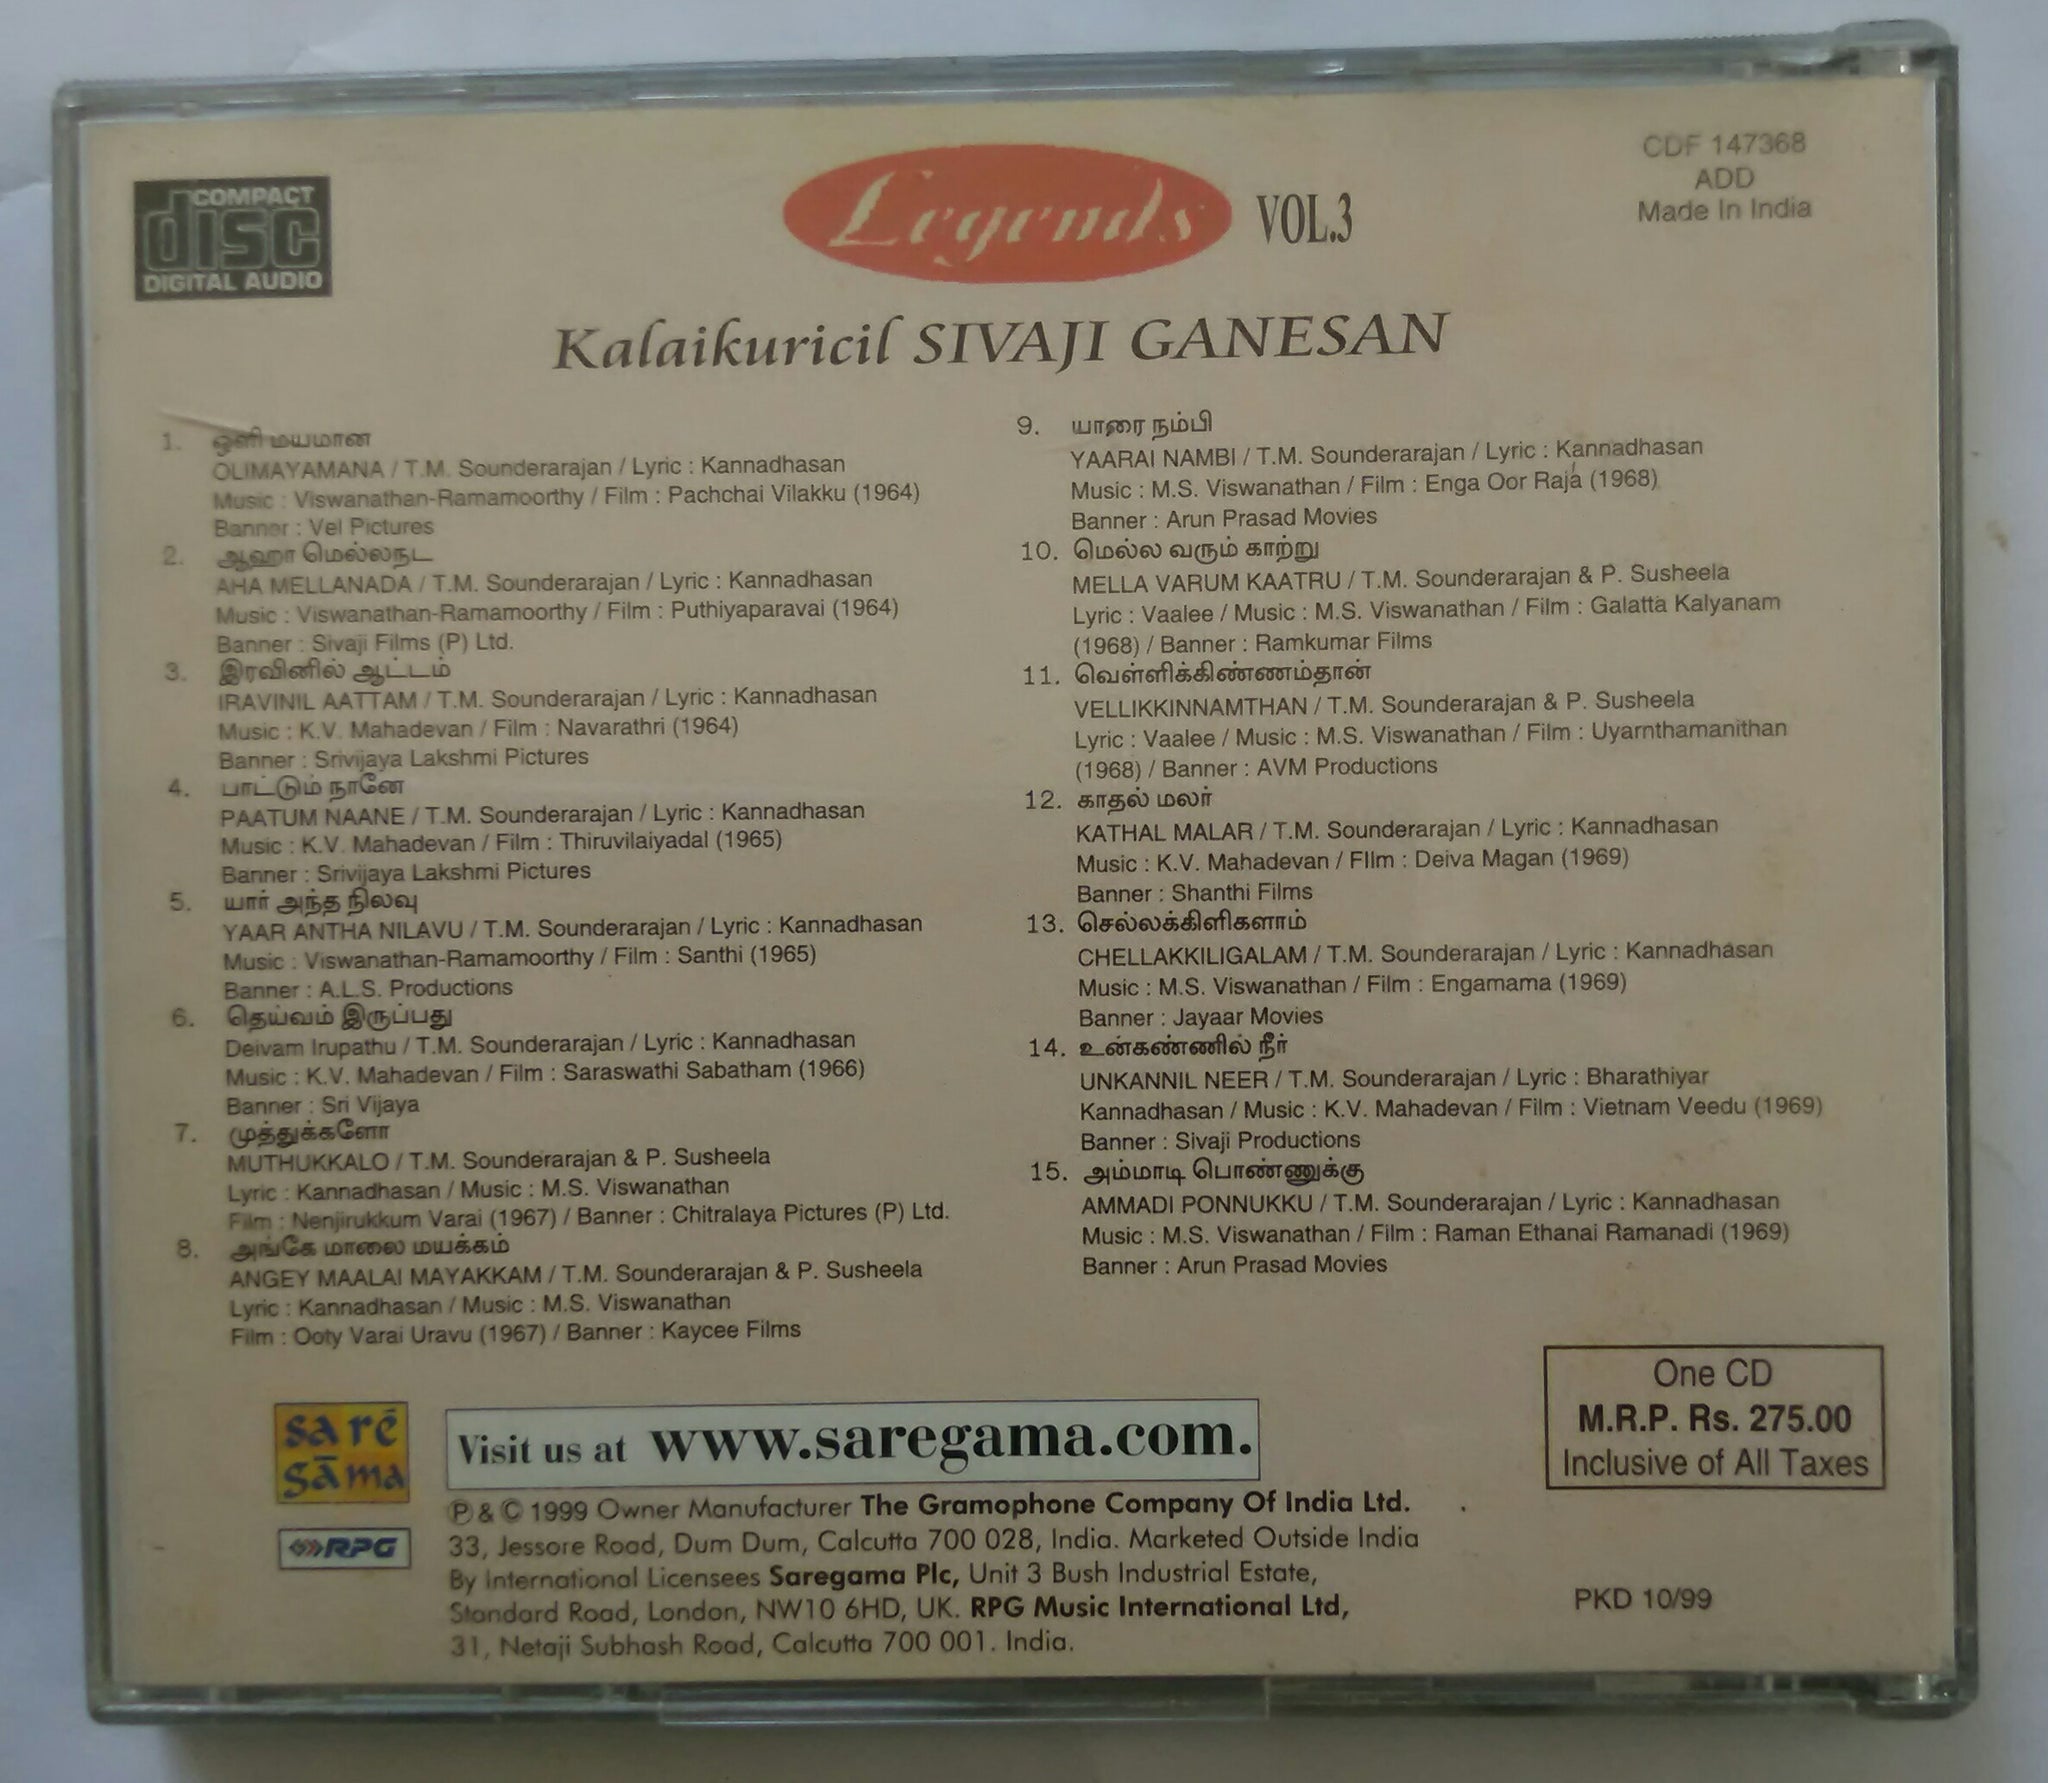 COMPACT
disc
DIGITAL AUDIO
Legends VOL.3
CDF 147368
ADD
Made In India
Kalaikuricil SIVAJI GANESAN
1. ஒளி மயமான
OLIMAYAMANA / T.M. Sounderarajan / Lyric : Kannadhasan
Music : Viswanathan-Ramamoorthy / Film : Pachchai Vilakku (1964)
Banner : Vel Pictures
2. ஆஹா மெல்லநட
AHA MELLANADA / T.M. Sounderarajan / Lyric : Kannadhasan
Music : Viswanathan-Ramamoorthy / Film : Puthiyaparavai (1964)
Banner : Sivaji Films (P) Ltd.
3. இரவினில் ஆட்டம்
IRAVINIL AATTAM / T.M. Sounderarajan / Lyric : Kannadhasan
Music : K.V. Mahadevan / Film : Navarathri (1964)
Banner : Srivijaya Lakshmi Pictures
4. பாட்டும் நானே
PAATUM NAANE / T.M. Sounderarajan / Lyric : Kannadhasan
Music : K.V. Mahadevan / Film : Thiruvilaiyadal (1965)
Banner : Srivijaya Lakshmi Pictures
5. யார் அந்த நிலவு
YAAR ANTHA NILAVU / T.M. Sounderarajan / Lyric : Kannadhasan
Music : Viswanathan-Ramamoorthy / Film : Santhi (1965)
Banner : A.L.S. Productions
6. தெய்வம் இருப்பது
Deivam Irupathu / T.M. Sounderarajan / Lyric : Kannadhasan
Music : K.V. Mahadevan / Film : Saraswathi Sabatham (1966)
Banner : Sri Vijaya
7. முத்துக்களோ
MUTHUKKALO / T.M. Sounderarajan & P. Susheela
Lyric : Kannadhasan / Music : M.S. Viswanathan
Film : Nenjirukkum Varai (1967) / Banner : Chitralaya Pictures (P) Ltd.
8. அங்கே மாலை மயக்கம்
ANGEY MAALAI MAYAKKAM / T.M. Sounderarajan & P. Susheela
Lyric : Kannadhasan / Music : M.S. Viswanathan
Film : Ooty Varai Uravu (1967) / Banner : Kaycee Films
9. யாரை நம்பி
YAARAI NAMBI / T.M. Sounderarajan / Lyric : Kannadhasan
Music : M.S. Viswanathan / Film : Enga Oor Raja (1968)
Banner : Arun Prasad Movies
10. மெல்ல வரும் காற்று
MELLA VARUM KAATRU / T.M. Sounderarajan & P. Susheela
Lyric : Vaalee / Music : M.S. Viswanathan / Film : Galatta Kalyanam
(1968) / Banner : Ramkumar Films
11. வெள்ளிக்கிண்ணம்தான்
VELLIKKINNAMTHAN / T.M. Sounderarajan & P. Susheela
Lyric : Vaalee / Music : M.S. Viswanathan / Film : Uyarnthamanithan
(1968) / Banner : AVM Productions
12. காதல் மலர்
KATHAL MALAR / T.M. Sounderarajan / Lyric : Kannadhasan
Music : K.V. Mahadevan / FIlm : Deiva Magan (1969)
Banner : Shanthi Films
13. செல்லக்கிளிகளாம்
CHELLAKKILIGALAM / T.M. Sounderarajan / Lyric : Kannadhasan
Music : M.S. Viswanathan / Film : Engamama (1969)
Banner : Jayaar Movies
14. உன்கண்ணில் நீர்
UNKANNIL NEER / T.M. Sounderarajan / Lyric : Bharathiyar
Kannadhasan / Music : K.V. Mahadevan / Film : Vietnam Veedu (1969)
Banner : Sivaji Productions
15. அம்மாடி பொண்ணுக்கு
AMMADI PONNUKKU / T.M. Sounderarajan / Lyric : Kannadhasan
Music : M.S. Viswanathan / Film : Raman Ethanai Ramanadi (1969)
Banner : Arun Prasad Movies
One CD
M.R.P. Rs. 275.00
Inclusive of All Taxes
saré
gāma
RPG
Visit us at www.saregama.com.
℗ & © 1999 Owner Manufacturer The Gramophone Company Of India Ltd.
33, Jessore Road, Dum Dum, Calcutta 700 028, India. Marketed Outside India
By International Licensees Saregama Plc, Unit 3 Bush Industrial Estate,
Standard Road, London, NW10 6HD, UK. RPG Music International Ltd,
31, Netaji Subhash Road, Calcutta 700 001. India.
PKD 10/99